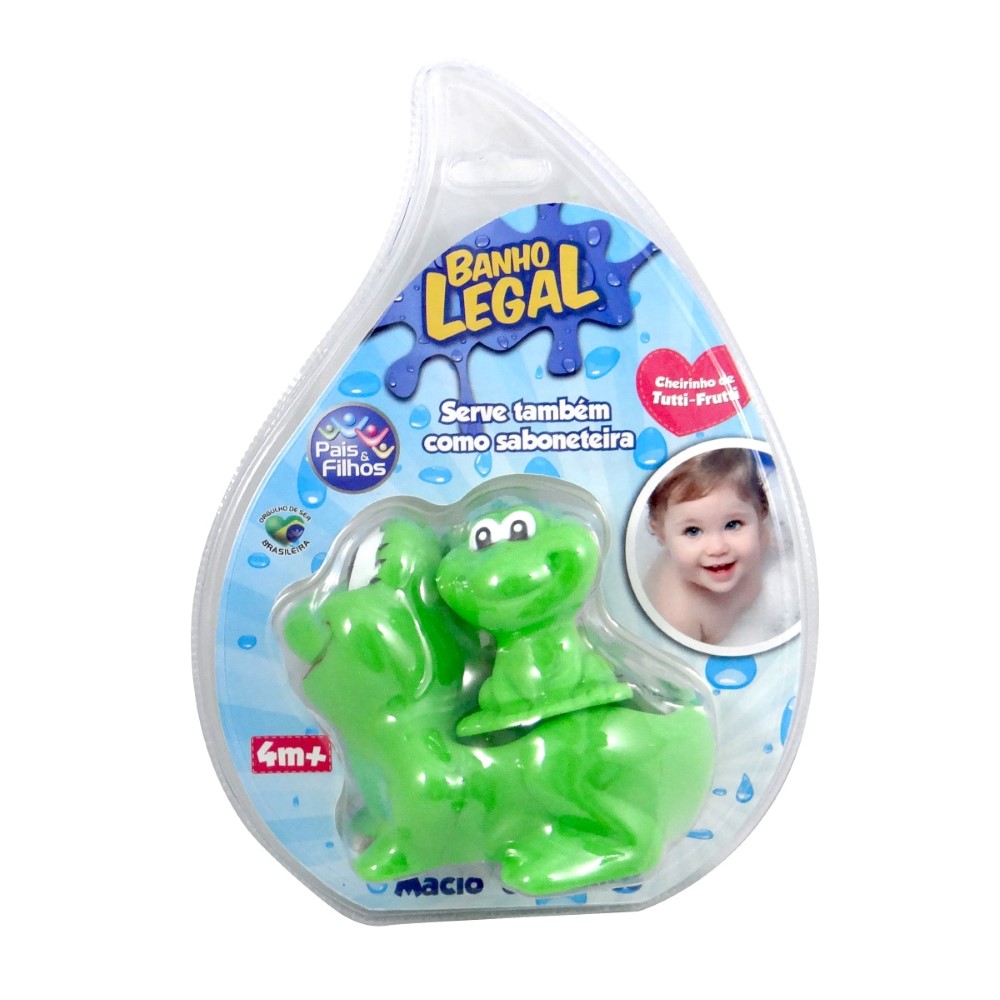 BANHO
LEGAL
Cheirinho de
Tutti-Frutti
Serve também
como saboneteira
Pais
&
Filhos
ORGULHO DE SER
BRASILEIRA
4m+
Macio